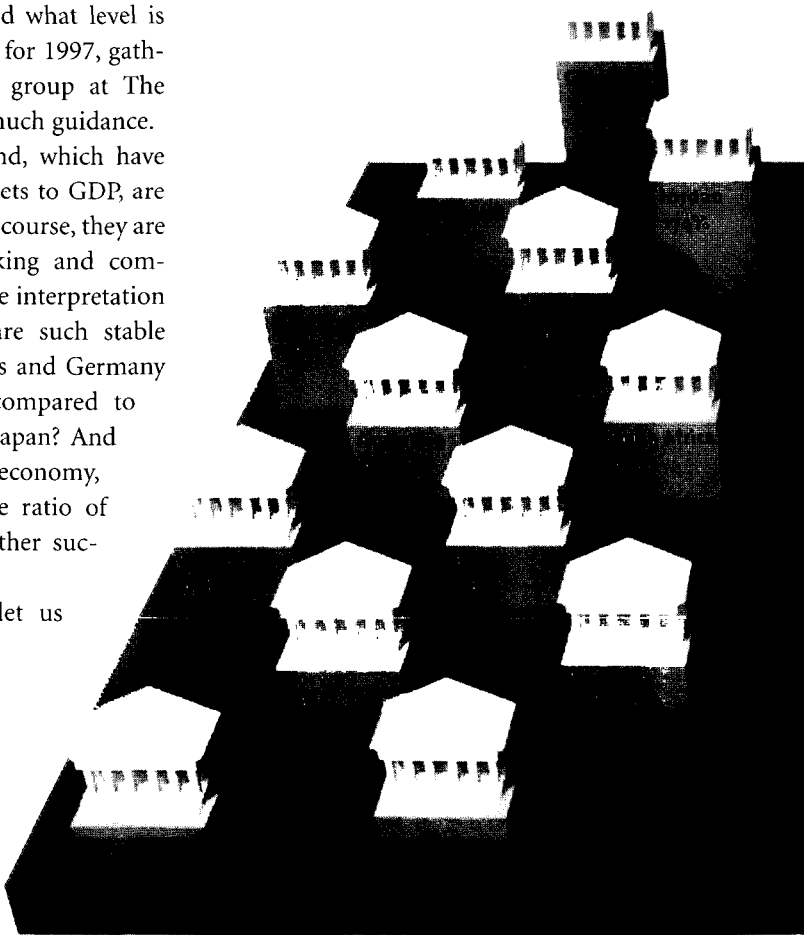 d what level is
for 1997, gath-
group at The
much guidance.
nd, which have
ets to GDP, are
course, they are
king and com-
e interpretation
are such stable
s and Germany
compared to
apan? And
economy,
e ratio of
ther suc-
let us